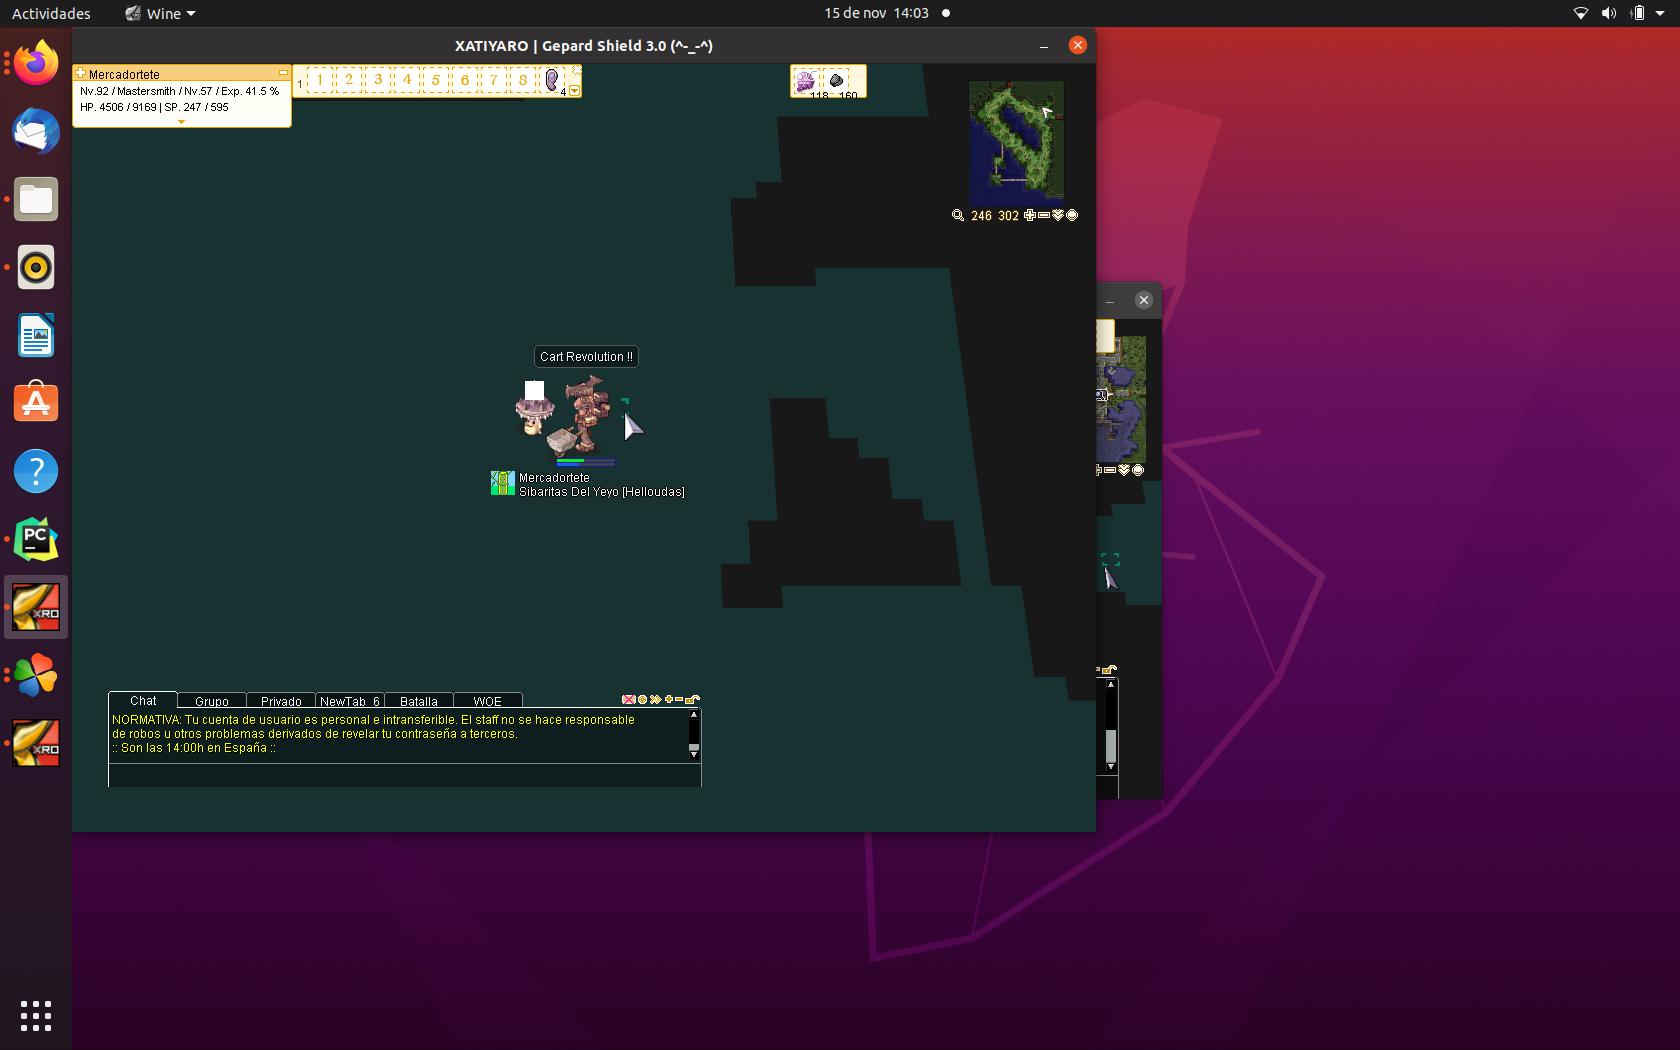 Actividades
Wine
15 de nov 14:03
XATIYARO | Gepard Shield 3.0 (^-_-^)
Mercadortete
Nv.92 / Mastersmith / Nv.57 / Exp. 41.5 %
HP. 4506 / 9169 | SP. 247 / 595
1 1 2 3 4 5 6 7 8 4
118 160
246 302
Cart Revolution !!
Mercadortete
Sibaritas Del Yeyo [Helloudas]
PC
XRO
XRO
Chat Grupo Privado NewTab 6 Batalla WOE
NORMATIVA: Tu cuenta de usuario es personal e intransferible. El staff no se hace responsable
de robos u otros problemas derivados de revelar tu contraseña a terceros.
:: Son las 14:00h en España ::